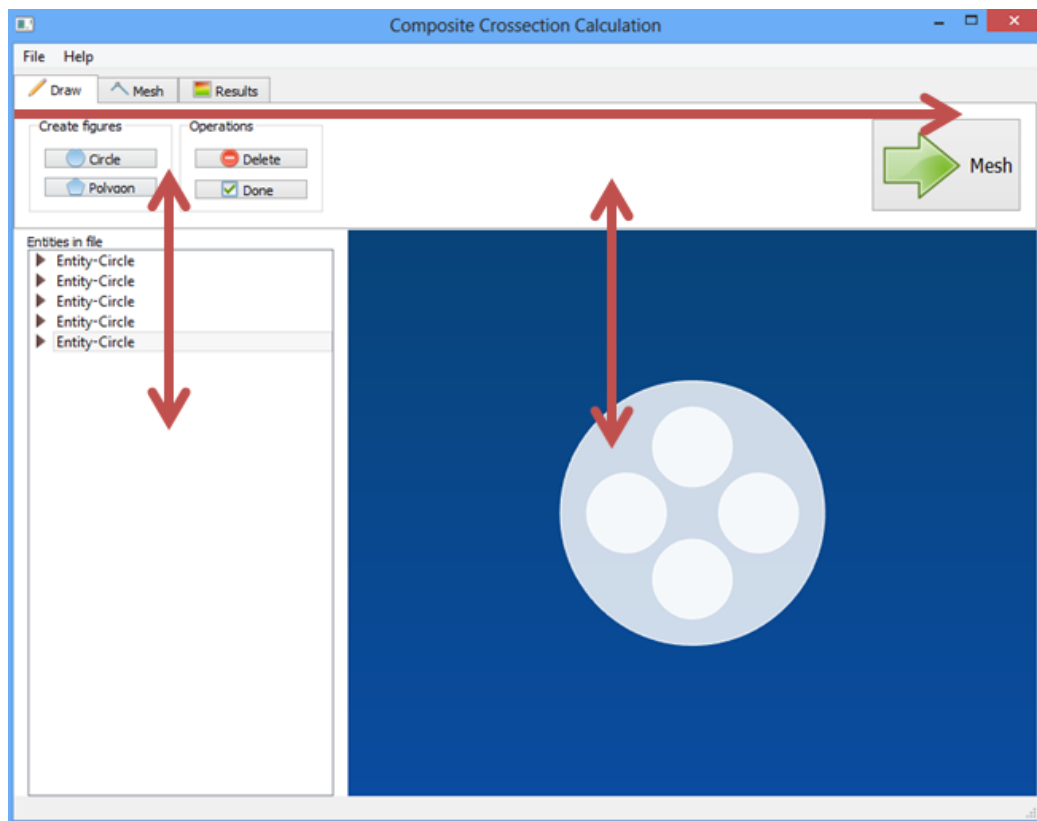 Composite Crossection Calculation
File Help
Draw Mesh Results
Create figures Operations
Circle Delete
Polygon Done
Mesh
Entities in file
Entity-Circle
Entity-Circle
Entity-Circle
Entity-Circle
Entity-Circle